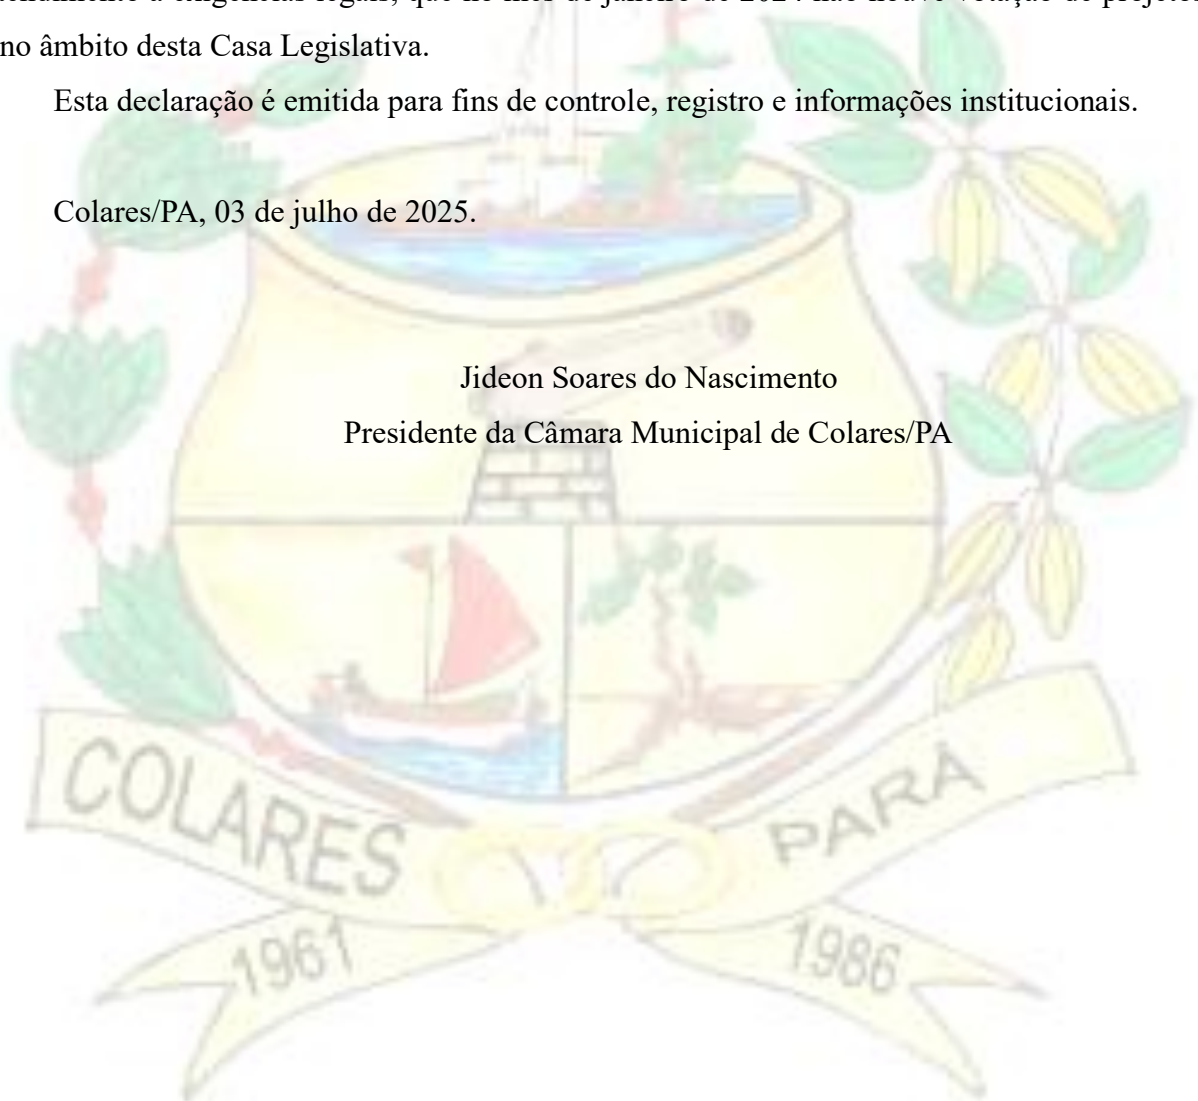 no âmbito desta Casa Legislativa.
Esta declaração é emitida para fins de controle, registro e informações institucionais.
Colares/PA, 03 de julho de 2025.
Jideon Soares do Nascimento
Presidente da Câmara Municipal de Colares/PA
COLARES PARÁ
1961 1986